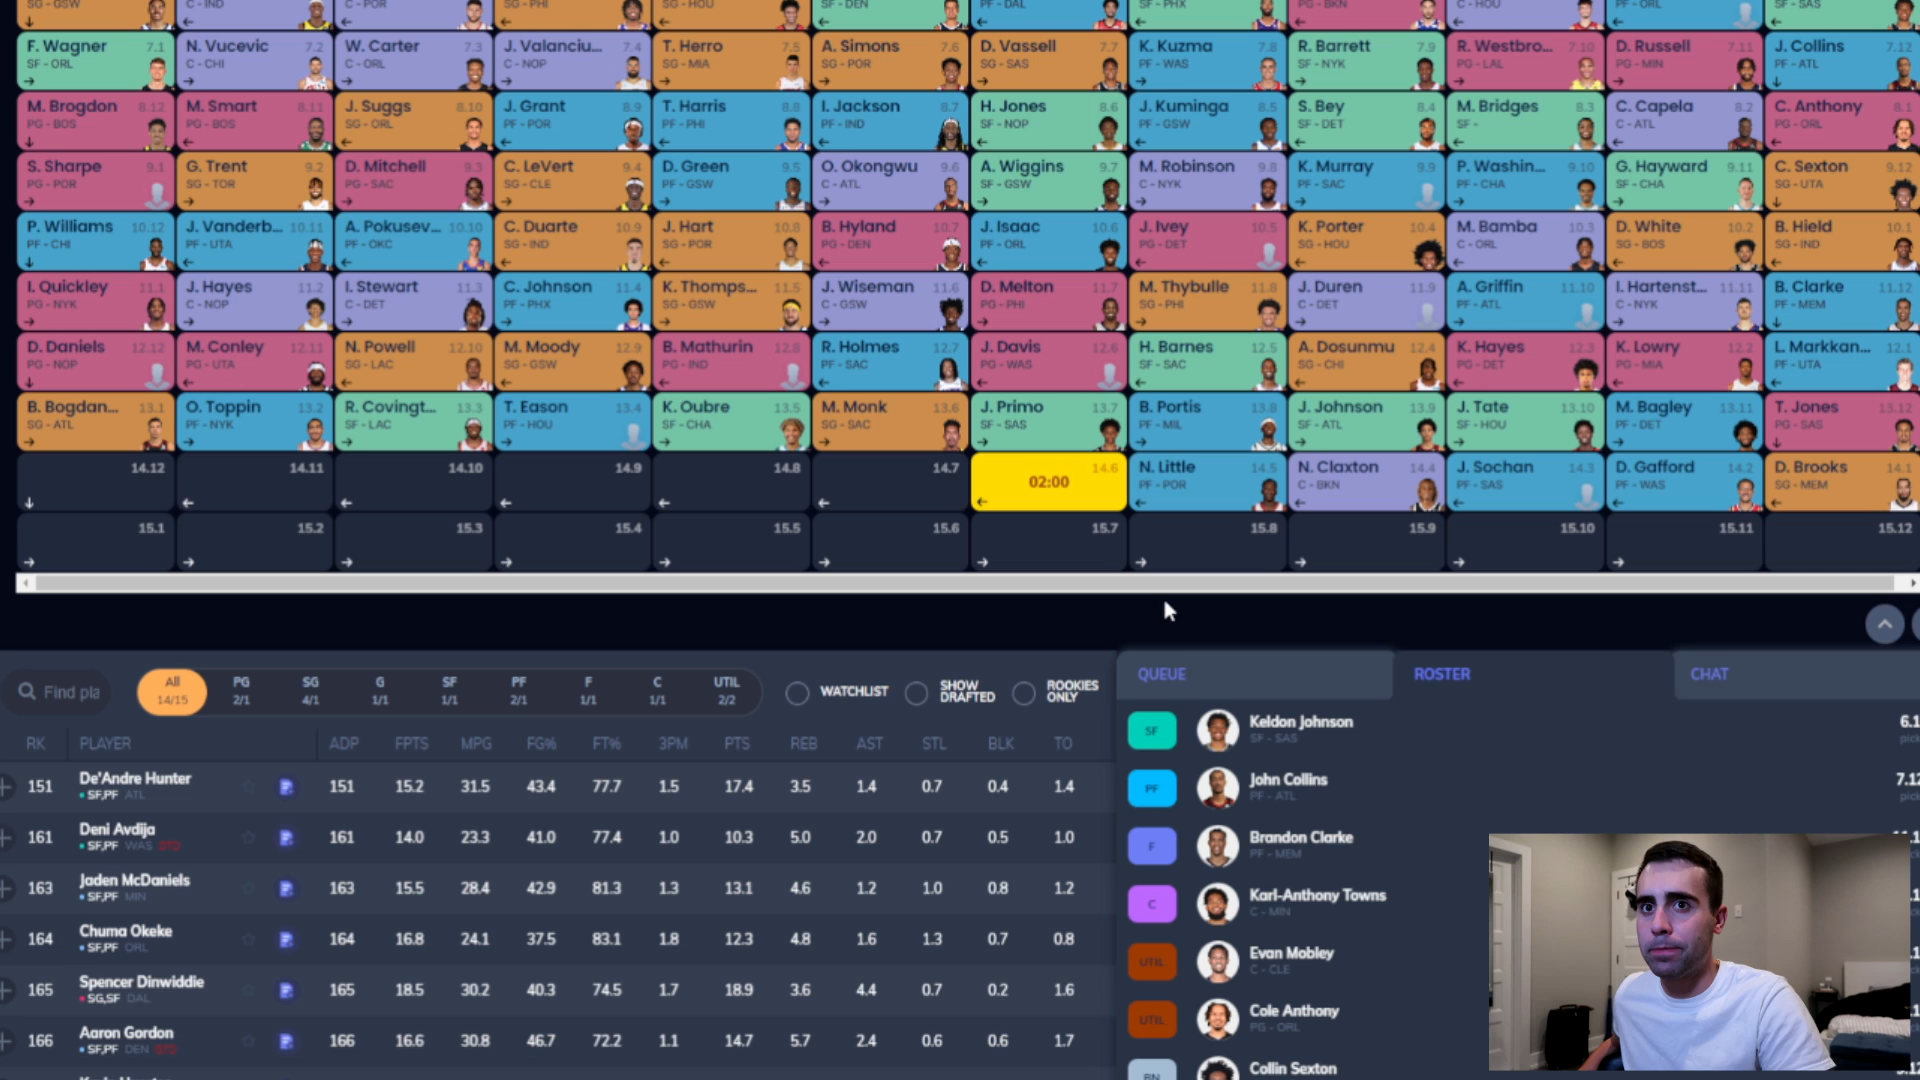 SG - GSW C - IND C - POR SG - PHI SG - HOU SF - DEN PF - DAL SF - PHX PG - BKN C - HOU PF - ORL SF - SAS
F. Wagner 7.1 N. Vucevic 7.2 W. Carter 7.3 J. Valanciu... 7.4 T. Herro 7.5 A. Simons 7.6 D. Vassell 7.7 K. Kuzma 7.8 R. Barrett 7.9 R. Westbro... 7.10 D. Russell 7.11 J. Collins 7.12
SF - ORL C - CHI C - ORL C - NOP SG - MIA SG - POR SG - SAS PF - WAS SF - NYK PG - LAL PG - MIN PF - ATL
M. Brogdon 8.12 M. Smart 8.11 J. Suggs 8.10 J. Grant 8.9 T. Harris 8.8 I. Jackson 8.7 H. Jones 8.6 J. Kuminga 8.5 S. Bey 8.4 M. Bridges 8.3 C. Capela 8.2 C. Anthony 8.1
PG - BOS PG - BOS SG - ORL PF - POR PF - PHI PF - IND SF - NOP PF - GSW SF - DET SF - C - ATL PG - ORL
S. Sharpe 9.1 G. Trent 9.2 D. Mitchell 9.3 C. LeVert 9.4 D. Green 9.5 O. Okongwu 9.6 A. Wiggins 9.7 M. Robinson 9.8 K. Murray 9.9 P. Washin... 9.10 G. Hayward 9.11 C. Sexton 9.12
PG - POR SG - TOR PG - SAC SG - CLE PF - GSW C - ATL SF - GSW C - NYK PF - SAC PF - CHA SF - CHA SG - UTA
P. Williams 10.12 J. Vanderb... 10.11 A. Pokusev... 10.10 C. Duarte 10.9 J. Hart 10.8 B. Hyland 10.7 J. Isaac 10.6 J. Ivey 10.5 K. Porter 10.4 M. Bamba 10.3 D. White 10.2 B. Hield 10.1
PF - CHI PF - UTA PF - OKC SG - IND SG - POR PG - DEN PF - ORL PG - DET SG - HOU C - ORL SG - BOS SG - IND
I. Quickley 11.1 J. Hayes 11.2 I. Stewart 11.3 C. Johnson 11.4 K. Thomps... 11.5 J. Wiseman 11.6 D. Melton 11.7 M. Thybulle 11.8 J. Duren 11.9 A. Griffin 11.10 I. Hartenst... 11.11 B. Clarke 11.12
PG - NYK C - NOP C - DET PF - PHX SG - GSW C - GSW PG - PHI SG - PHI C - DET PF - ATL C - NYK PF - MEM
D. Daniels 12.12 M. Conley 12.11 N. Powell 12.10 M. Moody 12.9 B. Mathurin 12.8 R. Holmes 12.7 J. Davis 12.6 H. Barnes 12.5 A. Dosunmu 12.4 K. Hayes 12.3 K. Lowry 12.2 L. Markkan... 12.1
PG - NOP PG - UTA SG - LAC SG - GSW PG - IND PF - SAC PG - WAS SF - SAC SG - CHI PG - DET PG - MIA PF - UTA
B. Bogdan... 13.1 O. Toppin 13.2 R. Covingt... 13.3 T. Eason 13.4 K. Oubre 13.5 M. Monk 13.6 J. Primo 13.7 B. Portis 13.8 J. Johnson 13.9 J. Tate 13.10 M. Bagley 13.11 T. Jones 13.12
SG - ATL PF - NYK SF - LAC PF - HOU SF - CHA SG - SAC SF - SAS PF - MIL SF - ATL SF - HOU PF - DET PG - SAS
14.12 14.11 14.10 14.9 14.8 14.7 14.6 N. Little 14.5 N. Claxton 14.4 J. Sochan 14.3 D. Gafford 14.2 D. Brooks 14.1
02:00 PF - POR C - BKN PF - SAS PF - WAS SG - MEM
15.1 15.2 15.3 15.4 15.5 15.6 15.7 15.8 15.9 15.10 15.11 15.12
Find pla
All PG SG G SF PF F C UTIL
14/15 2/1 4/1 1/1 1/1 2/1 1/1 1/1 2/2
WATCHLIST SHOW DRAFTED ROOKIES ONLY
RK PLAYER ADP FPTS MPG FG% FT% 3PM PTS REB AST STL BLK TO
151 De'Andre Hunter 151 15.2 31.5 43.4 77.7 1.5 17.4 3.5 1.4 0.7 0.4 1.4
SF,PF ATL
161 Deni Avdija 161 14.0 23.3 41.0 77.4 1.0 10.3 5.0 2.0 0.7 0.5 1.0
SF,PF WAS
163 Jaden McDaniels 163 15.5 28.4 42.9 81.3 1.3 13.1 4.6 1.2 1.0 0.8 1.2
SF,PF MIN
164 Chuma Okeke 164 16.8 24.1 37.5 83.1 1.8 12.3 4.8 1.6 1.3 0.7 0.8
SF,PF ORL
165 Spencer Dinwiddie 165 18.5 30.2 40.3 74.5 1.7 18.9 3.6 4.4 0.7 0.2 1.6
SG,SF DAL
166 Aaron Gordon 166 16.6 30.8 46.7 72.2 1.1 14.7 5.7 2.4 0.6 0.6 1.7
SF,PF DEN
QUEUE ROSTER CHAT
SF Keldon Johnson 6.1
SF - SAS pick
PF John Collins 7.12
PF - ATL pick
F Brandon Clarke
PF - MEM
C Karl-Anthony Towns
C - MIN
UTIL Evan Mobley
C - CLE
UTIL Cole Anthony
PG - ORL
BN Collin Sexton